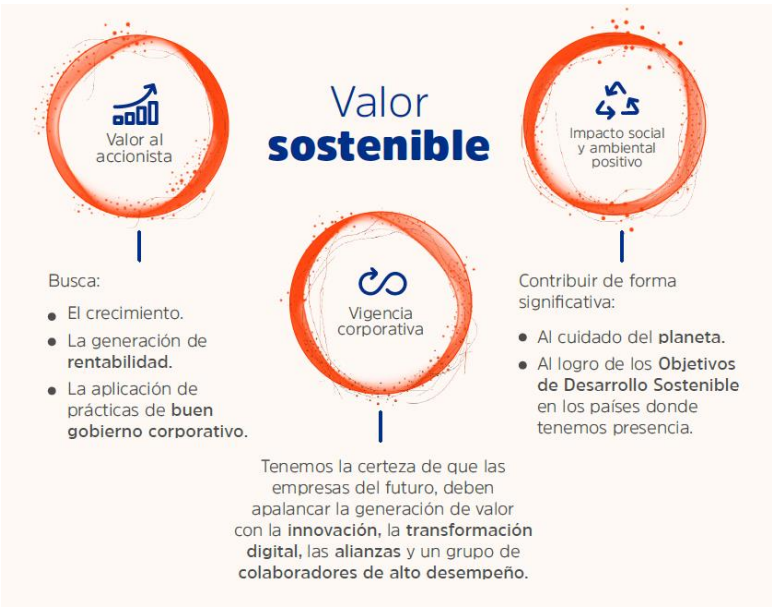 Valor
sostenible
Valor al
accionista
Busca:
• El crecimiento.
• La generación de
rentabilidad.
• La aplicación de
prácticas de buen
gobierno corporativo.
Vigencia
corporativa
Tenemos la certeza de que las
empresas del futuro, deben
apalancar la generación de valor
con la innovación, la transformación
digital, las alianzas y un grupo de
colaboradores de alto desempeño.
Impacto social
y ambiental
positivo
Contribuir de forma
significativa:
• Al cuidado del planeta.
• Al logro de los Objetivos
de Desarrollo Sostenible
en los países donde
tenemos presencia.